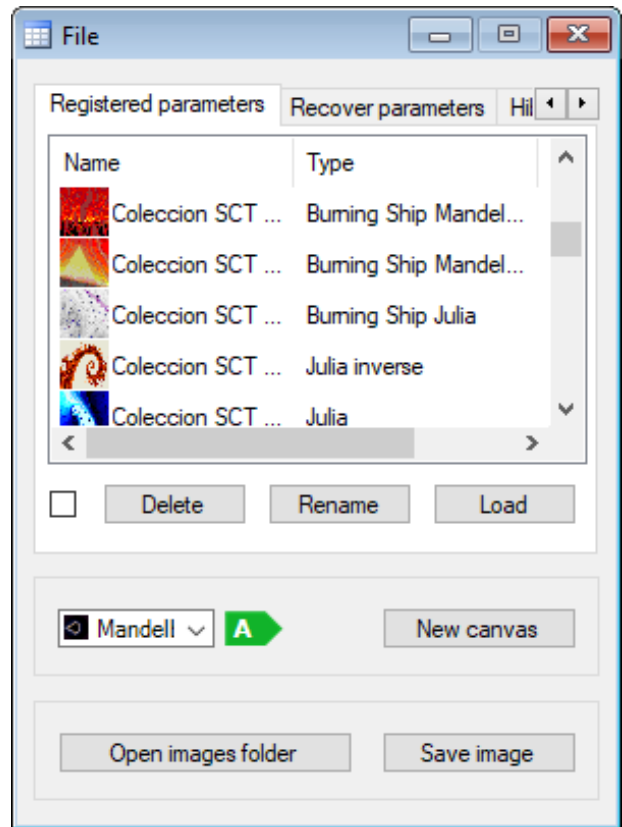 File
Registered parameters Recover parameters Hil
Name Type
Coleccion SCT ... Burning Ship Mandel...
Coleccion SCT ... Burning Ship Mandel...
Coleccion SCT ... Burning Ship Julia
Coleccion SCT ... Julia inverse
Coleccion SCT ... Julia
Delete Rename Load
Mandell A New canvas
Open images folder Save image